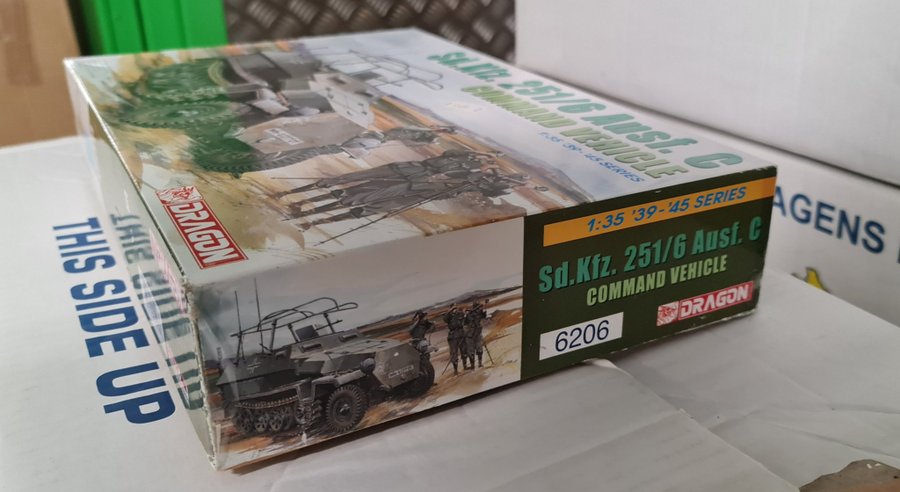 Sd.Kfz. 251/6 Ausf. C
COMMAND VEHICLE
1:35 '39-'45 SERIES
DRAGON
1:35 '39-'45 SERIES
Sd.Kfz. 251/6 Ausf. C
COMMAND VEHICLE
DRAGON
6206
THIS SIDE UP
AGENS